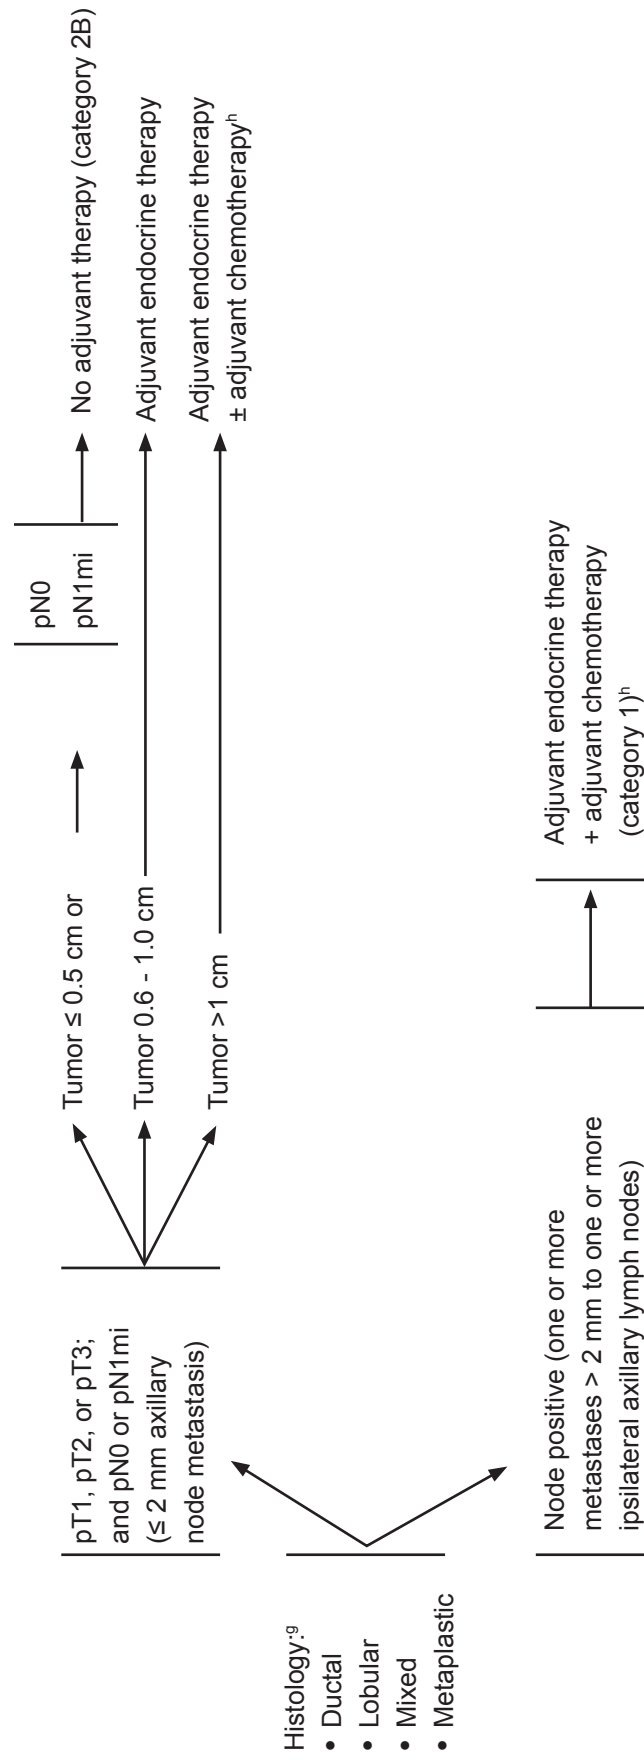 Histology:g
• Ductal
• Lobular
• Mixed
• Metaplastic
pT1, pT2, or pT3;
and pN0 or pN1mi
(≤ 2 mm axillary
node metastasis)
Tumor ≤ 0.5 cm or
pN0
pN1mi
No adjuvant therapy (category 2B)
Tumor 0.6 - 1.0 cm
Adjuvant endocrine therapy
Tumor >1 cm
Adjuvant endocrine therapy
± adjuvant chemotherapyh
Node positive (one or more
metastases > 2 mm to one or more
ipsilateral axillary lymph nodes)
Adjuvant endocrine therapy
+ adjuvant chemotherapy
(category 1)h